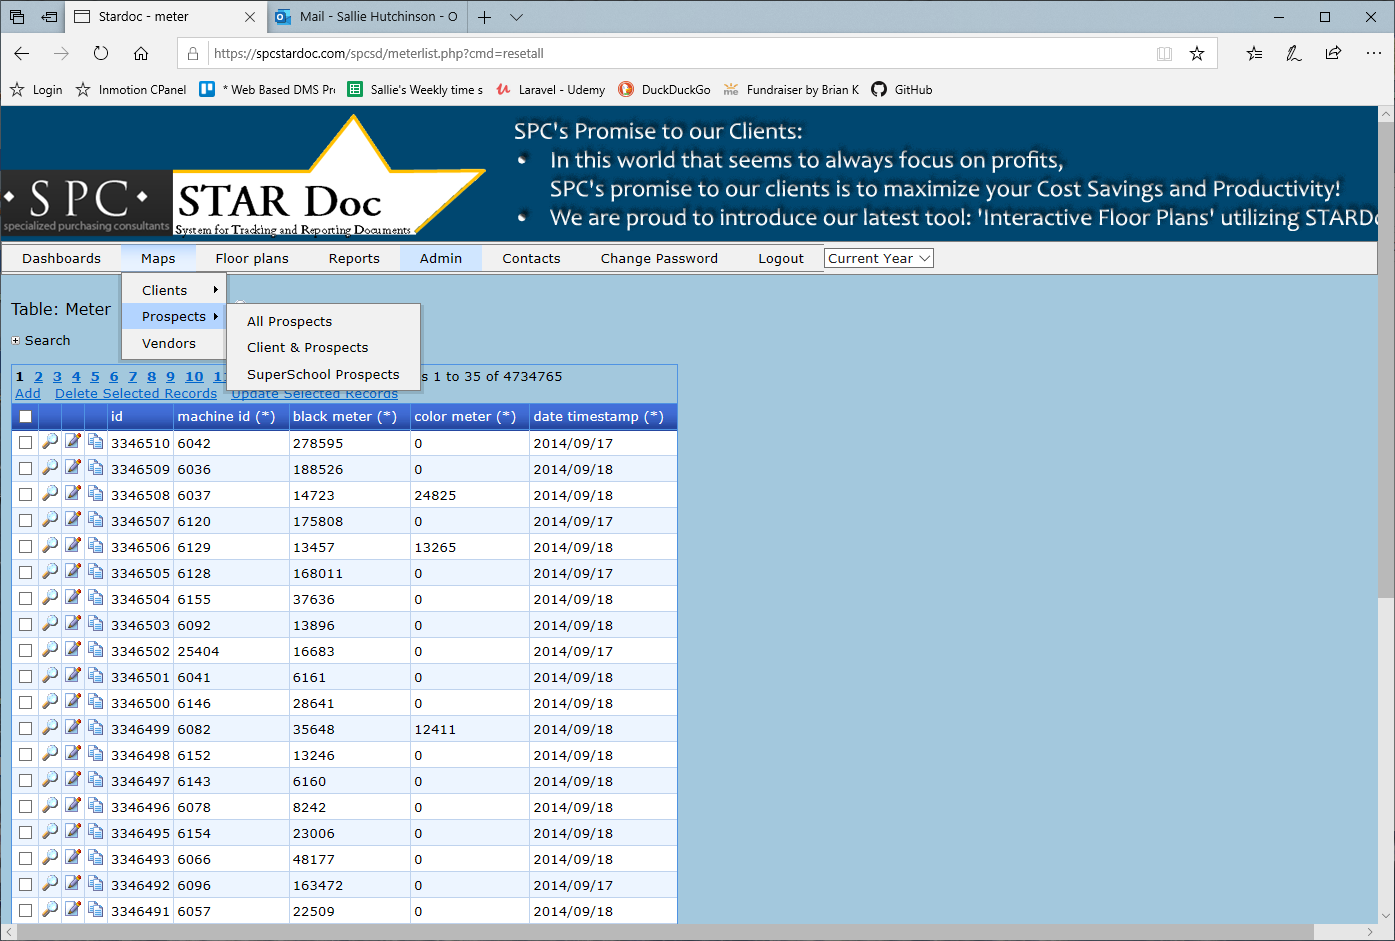 Stardoc - meter
Mail - Sallie Hutchinson - O
https://spcstardoc.com/spcsd/meterlist.php?cmd=resetall
Login
Inmotion CPanel
* Web Based DMS Pr
Sallie's Weekly time s
Laravel - Udemy
DuckDuckGo
Fundraiser by Brian K
GitHub
SPC
specialized purchasing consultants
STAR Doc
System for Tracking and Reporting Documents
SPC's Promise to our Clients:
• In this world that seems to always focus on profits,
SPC's promise to our clients is to maximize your Cost Savings and Productivity!
• We are proud to introduce our latest tool: 'Interactive Floor Plans' utilizing STARDo
Dashboards Maps Floor plans Reports Admin Contacts Change Password Logout Current Year
Clients
Prospects
Vendors
All Prospects
Client & Prospects
SuperSchool Prospects
Table: Meter
Search
1 2 3 4 5 6 7 8 9 10 1 s 1 to 35 of 4734765
Add Delete Selected Records Update Selected Records
id machine id (*) black meter (*) color meter (*) date timestamp (*)
3346510 6042 278595 0 2014/09/17
3346509 6036 188526 0 2014/09/18
3346508 6037 14723 24825 2014/09/18
3346507 6120 175808 0 2014/09/17
3346506 6129 13457 13265 2014/09/18
3346505 6128 168011 0 2014/09/17
3346504 6155 37636 0 2014/09/18
3346503 6092 13896 0 2014/09/18
3346502 25404 16683 0 2014/09/17
3346501 6041 6161 0 2014/09/18
3346500 6146 28641 0 2014/09/18
3346499 6082 35648 12411 2014/09/18
3346498 6152 13246 0 2014/09/18
3346497 6143 6160 0 2014/09/18
3346496 6078 8242 0 2014/09/18
3346495 6154 23006 0 2014/09/18
3346493 6066 48177 0 2014/09/18
3346492 6096 163472 0 2014/09/17
3346491 6057 22509 0 2014/09/18